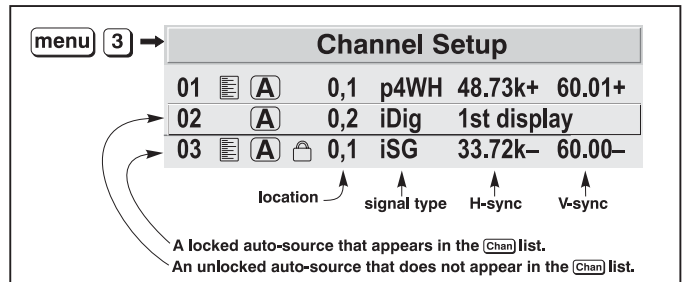 menu 3 Channel Setup
01 A 0,1 p4WH 48.73k+ 60.01+
02 A 0,2 iDig 1st display
03 A 0,1 iSG 33.72k– 60.00–
location signal type H-sync V-sync
A locked auto-source that appears in the Chan list.
An unlocked auto-source that does not appear in the Chan list.